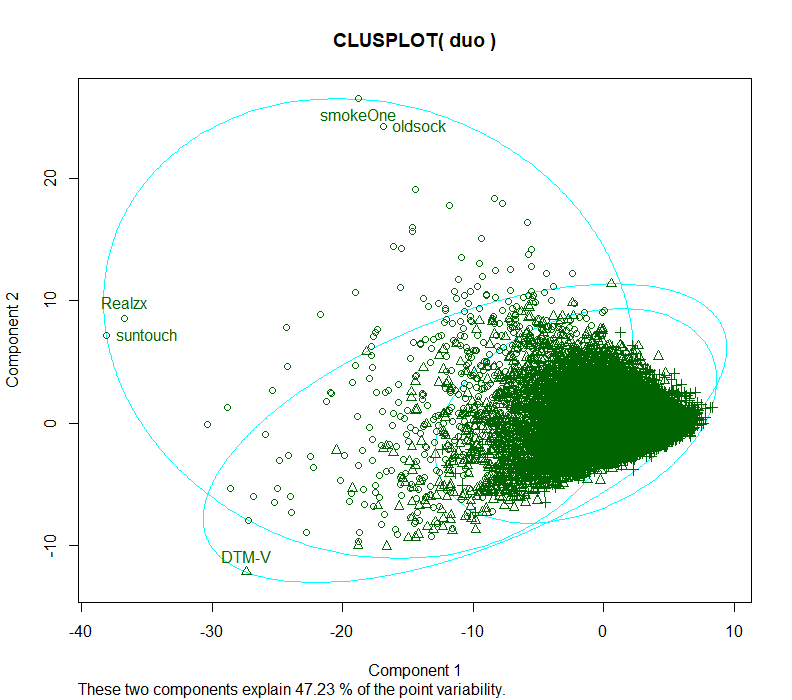 CLUSPLOT( duo )
smokeOne
oldsock
Realzx
suntouch
DTM-V
Component 2
-10
0
10
20
-40
-30
-20
-10
0
10
Component 1
These two components explain 47.23 % of the point variability.